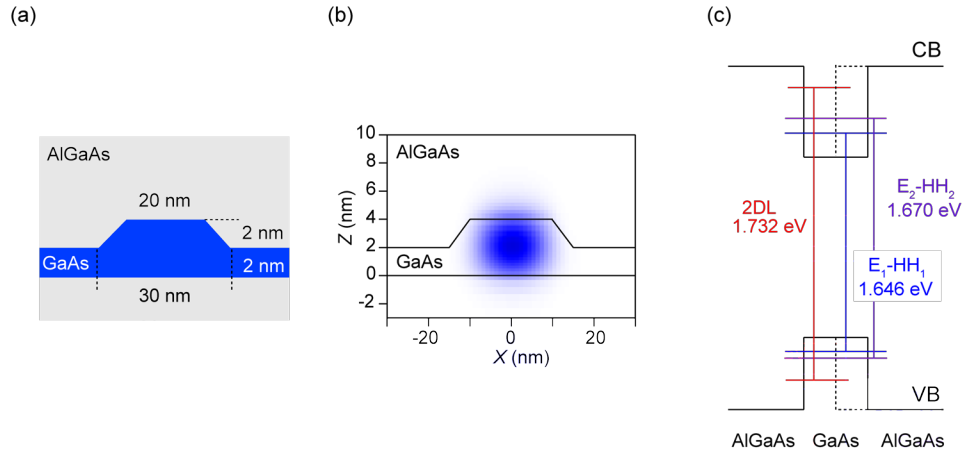 (a)
AlGaAs
20 nm
2 nm
GaAs
2 nm
30 nm
(b)
10
AlGaAs
8
6
Z (nm)
4
2
GaAs
0
-2
-20
0
20
X (nm)
(c)
CB
2DL
1.732 eV
E₂-HH₂
1.670 eV
E₁-HH₁
1.646 eV
VB
AlGaAs GaAs AlGaAs